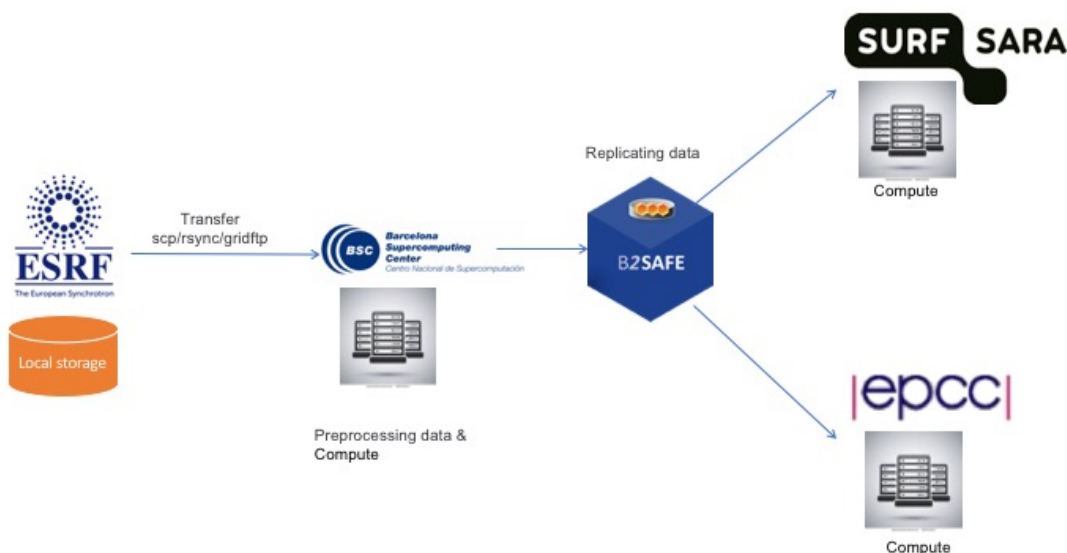 ESRF
The European Synchrotron
Local storage
Transfer
scp/rsync/gridftp
BSC
Barcelona
Supercomputing
Center
Centro Nacional de Supercomputación
Preprocessing data &
Compute
Replicating data
B2SAFE
SURF SARA
Compute
|epcc|
Compute